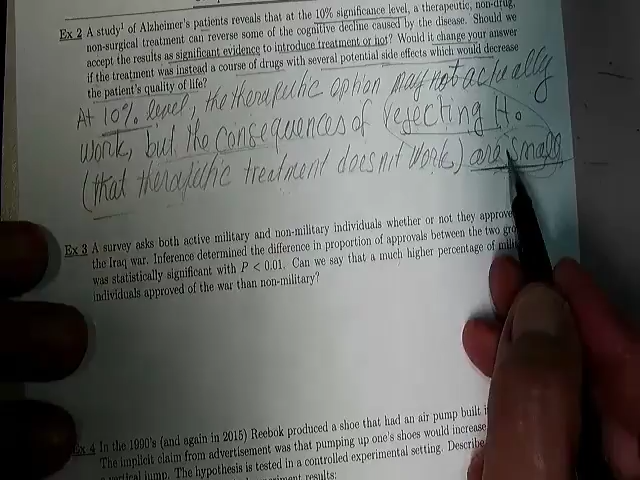 Ex 2 A study¹ of Alzheimer's patients reveals that at the 10% significance level, a therapeutic, non-drug,
non-surgical treatment can reverse some of the cognitive decline caused by the disease. Should we
accept the results as significant evidence to introduce treatment or not? Would it change your answer
if the treatment was instead a course of drugs with several potential side effects which would decrease
the patient's quality of life?
At 10% level, the therapeutic option may not actually
work, but the consequences of rejecting H₀
(that therapeutic treatment doesn't work) are small
Ex 3 A survey asks both active military and non-military individuals whether or not they approve
the Iraq war. Inference determined the difference in proportion of approvals between the two
was statistically significant with P < 0.01. Can we say that a much higher percentage of
individuals approved of the war than non-military?
Ex 4 In the 1990's (and again in 2015) Reebok produced a shoe that had an air pump built
The implicit claim from advertisement was that pumping up one's shoes would increase
vertical jump. The hypothesis is tested in a controlled experimental setting. Describe
experiment results: